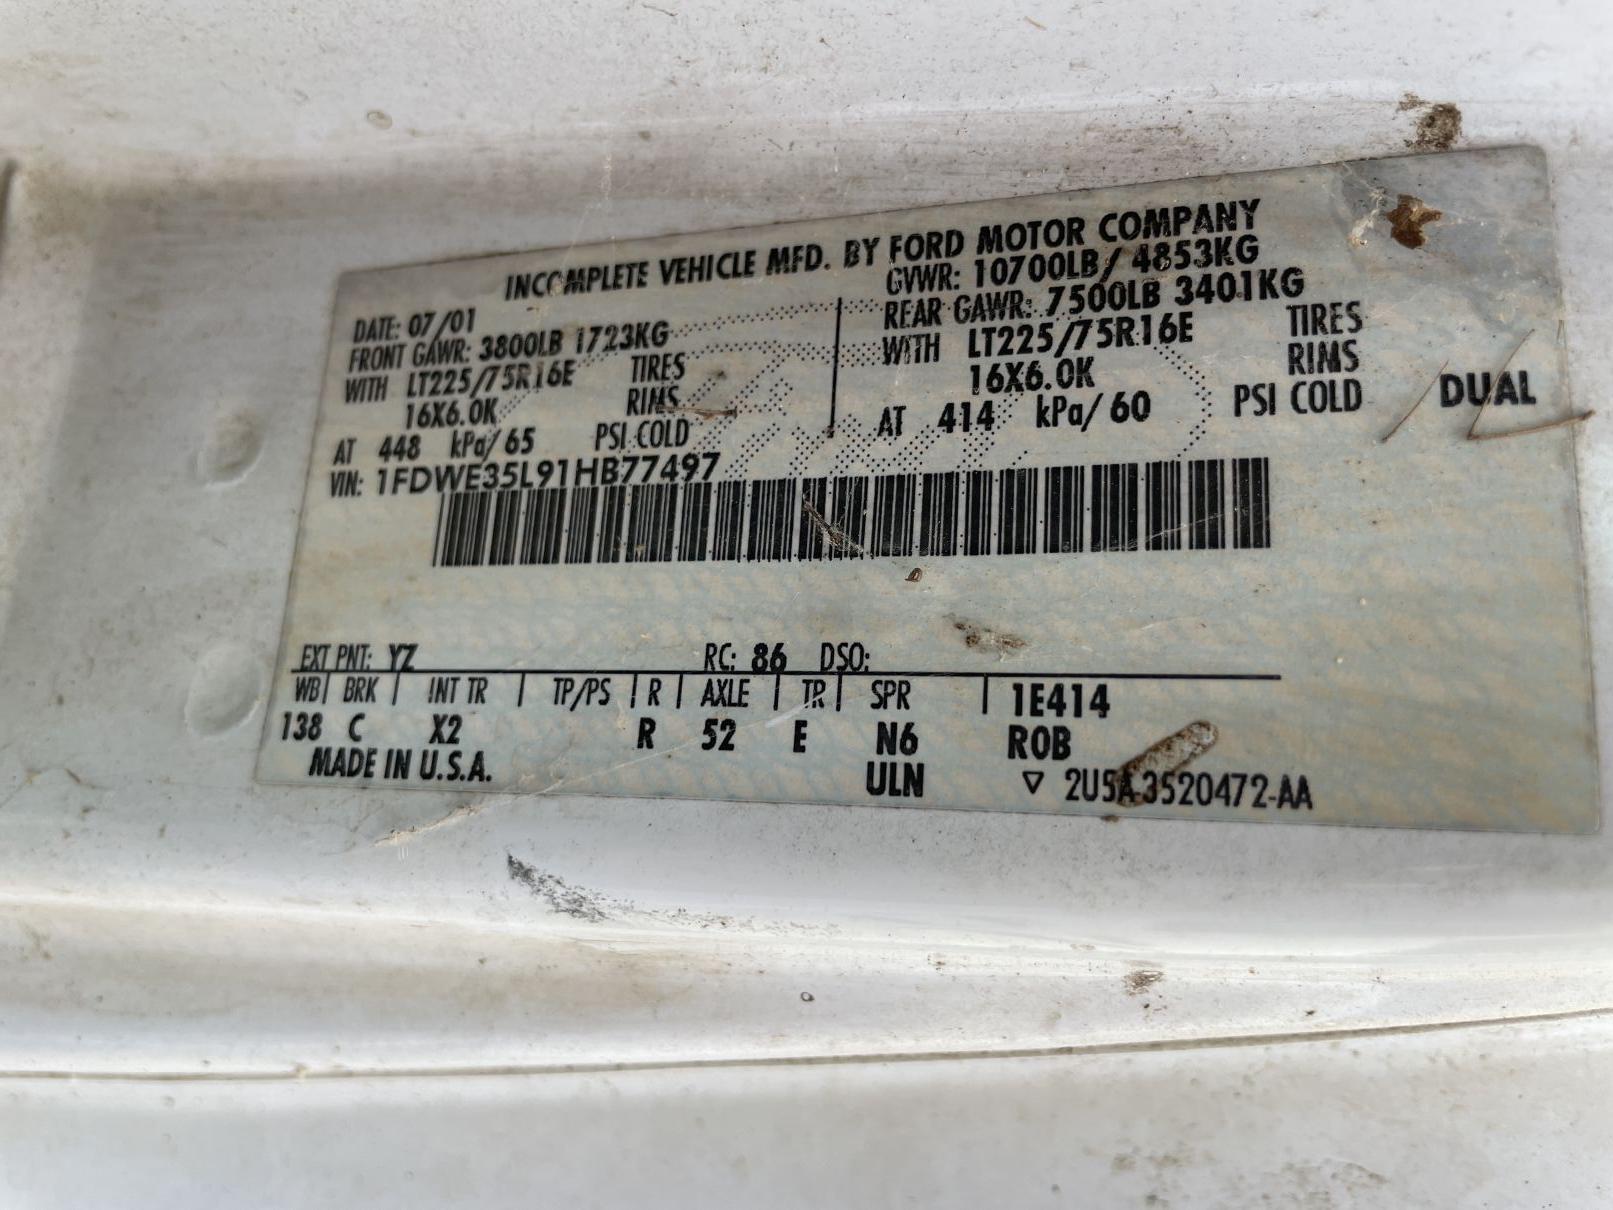 INCOMPLETE VEHICLE MFD. BY FORD MOTOR COMPANY
DATE: 07/01 GVWR: 10700LB/ 4853KG
FRONT GAWR: 3800LB 1723KG REAR GAWR: 7500LB 3401KG
WITH LT225/75R16E TIRES WITH LT225/75R16E TIRES
16X6.0K RIMS 16X6.0K RIMS
AT 448 kPa/65 PSI COLD AT 414 kPa/60 PSI COLD DUAL
VIN: 1FDWE35L91HB77497
EXT PNT: YZ RC: 86 DSO:
WB BRK INT TR TP/PS R AXLE TR SPR 1E414
138 C X2 R 52 E N6 ROB
MADE IN U.S.A. ULN ▽ 2U5A-3520472-AA